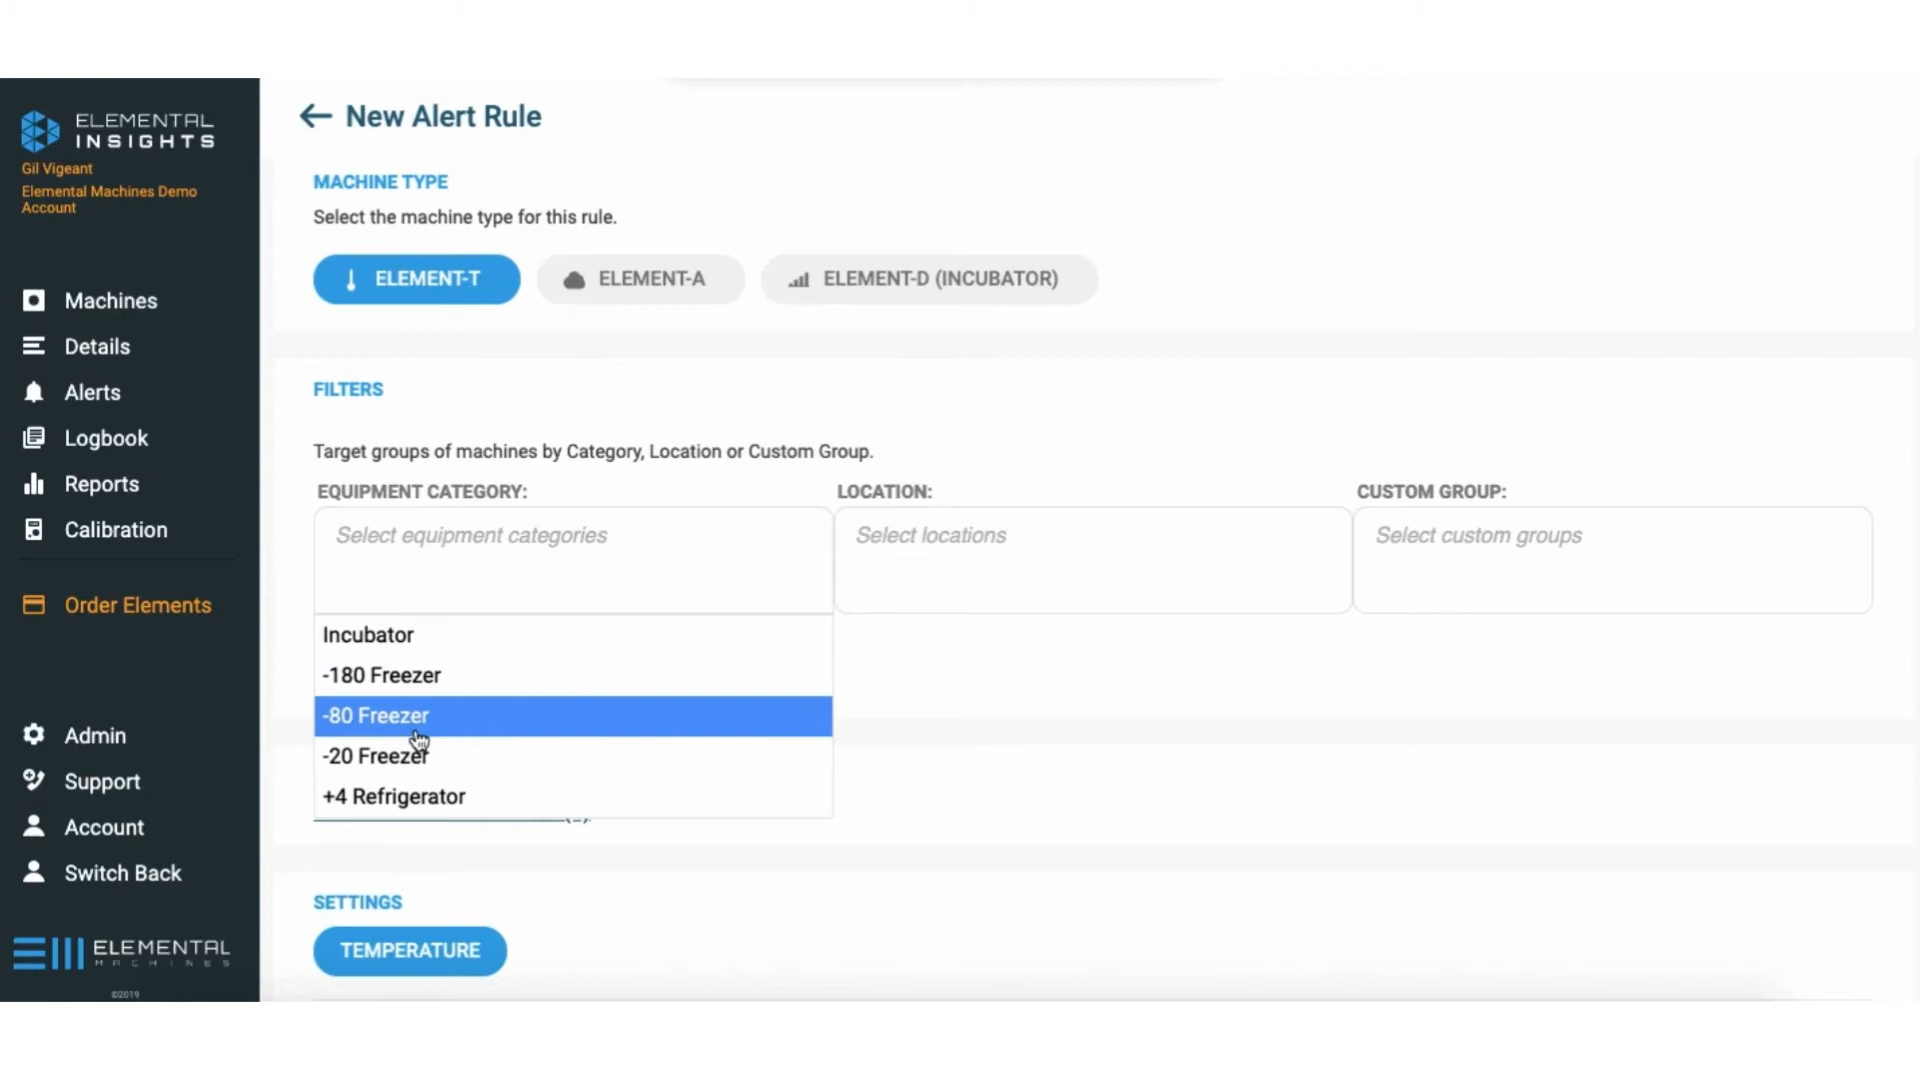 ELEMENTAL
INSIGHTS
Gil Vigeant
Elemental Machines Demo
Account
Machines
Details
Alerts
Logbook
Reports
Calibration
Order Elements
Admin
Support
Account
Switch Back
ELEMENTAL
MACHINES
©2019
New Alert Rule
MACHINE TYPE
Select the machine type for this rule.
ELEMENT-T ELEMENT-A ELEMENT-D (INCUBATOR)
FILTERS
Target groups of machines by Category, Location or Custom Group.
EQUIPMENT CATEGORY: LOCATION: CUSTOM GROUP:
Select equipment categories Select locations Select custom groups
Incubator
-180 Freezer
-80 Freezer
-20 Freezer
+4 Refrigerator
SETTINGS
TEMPERATURE